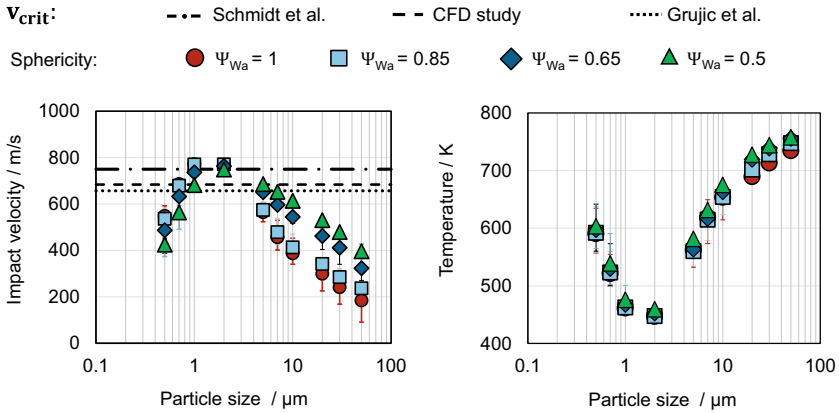 v_crit: Schmidt et al. CFD study Grujic et al.
Sphericity: Ψ_Wa = 1 Ψ_Wa = 0.85 Ψ_Wa = 0.65 Ψ_Wa = 0.5
Impact velocity / m/s
1000
800
600
400
200
0
0.1 1 10 100
Particle size / µm
Temperature / K
800
700
600
500
400
0.1 1 10 100
Particle size / µm